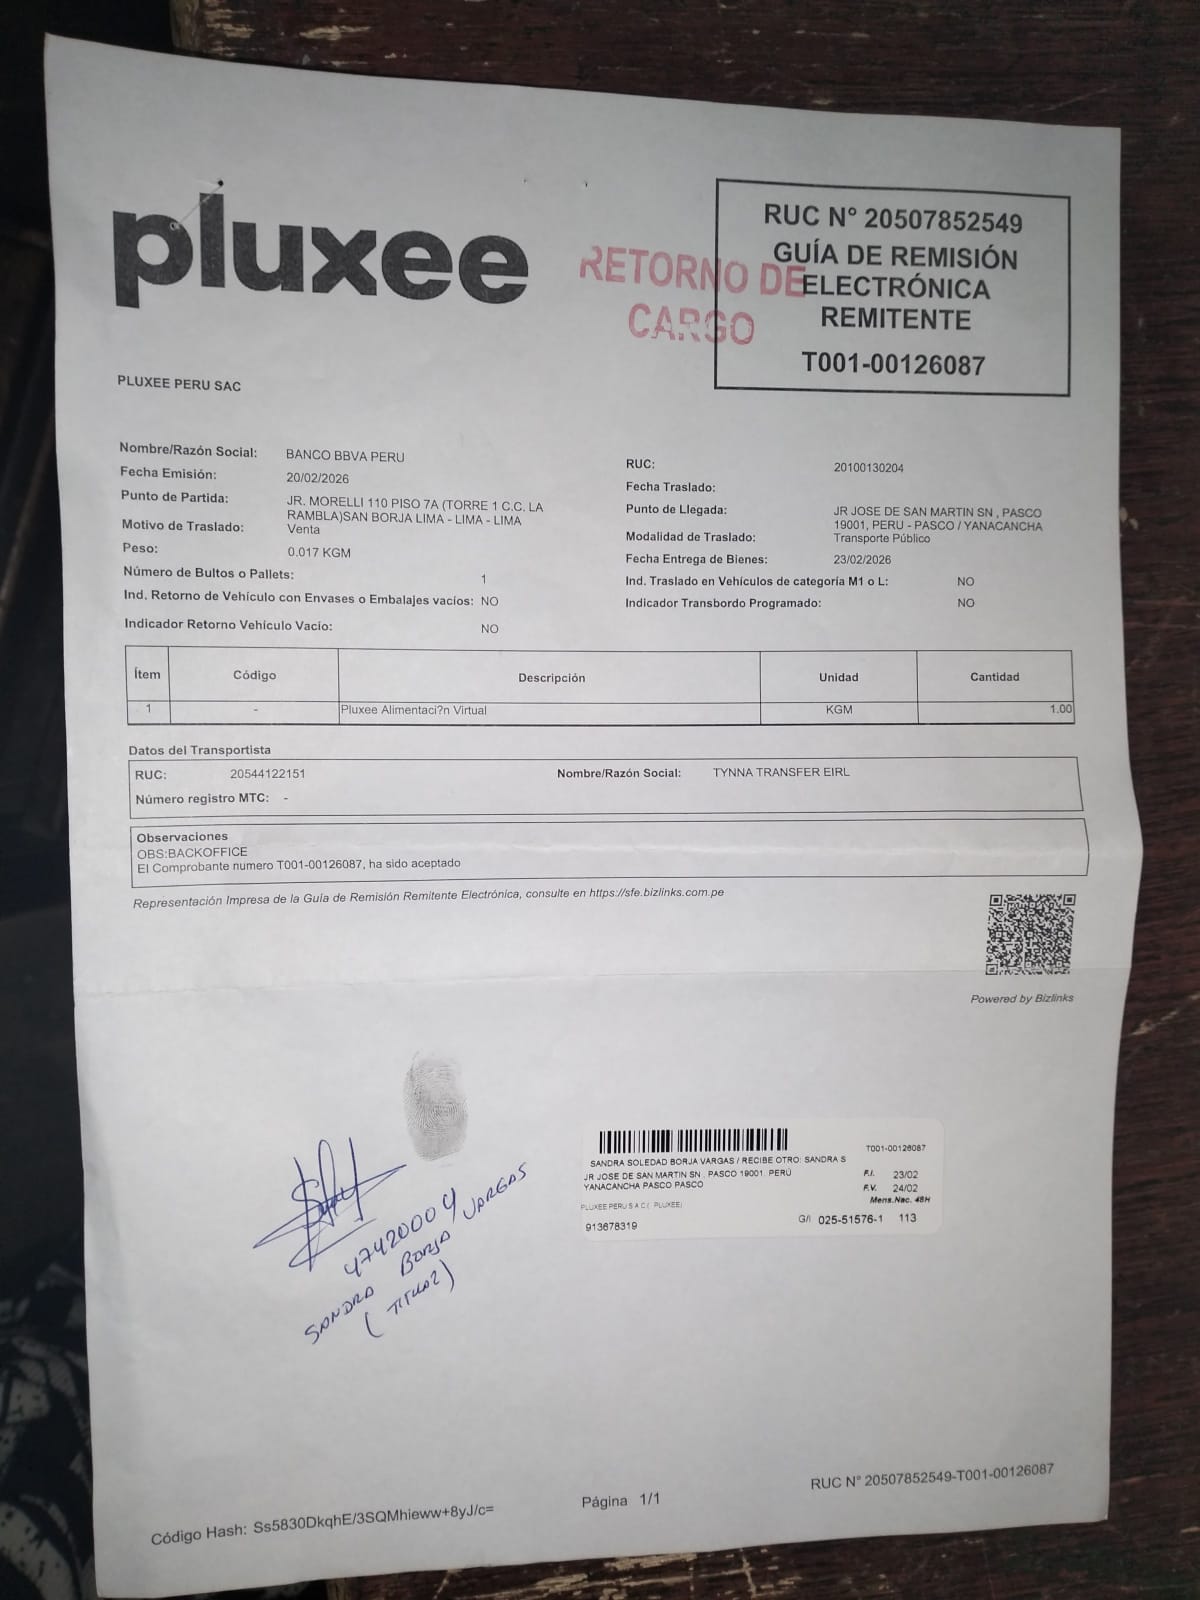 pluxee
RETORNO DE
CARGO
RUC N° 20507852549
GUÍA DE REMISIÓN
ELECTRÓNICA
REMITENTE
T001-00126087
PLUXEE PERU SAC
Nombre/Razón Social: BANCO BBVA PERU
Fecha Emisión: 20/02/2026
Punto de Partida: JR. MORELLI 110 PISO 7A (TORRE 1 C.C. LA
RAMBLA)SAN BORJA LIMA - LIMA - LIMA
Motivo de Traslado: Venta
Peso: 0.017 KGM
Número de Bultos o Pallets: 1
Ind. Retorno de Vehículo con Envases o Embalajes vacíos: NO
Indicador Retorno Vehículo Vacío: NO
RUC: 20100130204
Fecha Traslado:
Punto de Llegada: JR JOSE DE SAN MARTIN SN , PASCO
19001, PERU - PASCO / YANACANCHA
Modalidad de Traslado: Transporte Público
Fecha Entrega de Bienes: 23/02/2026
Ind. Traslado en Vehículos de categoría M1 o L: NO
Indicador Transbordo Programado: NO
Ítem Código Descripción Unidad Cantidad
1 - Pluxee Alimentaci?n Virtual KGM 1.00
Datos del Transportista
RUC: 20544122151 Nombre/Razón Social: TYNNA TRANSFER EIRL
Número registro MTC: -
Observaciones
OBS:BACKOFFICE
El Comprobante numero T001-00126087, ha sido aceptado
Representación Impresa de la Guía de Remisión Remitente Electrónica, consulte en https://sfe.bizlinks.com.pe
Powered by Bizlinks
47420004
SANDRA BORJA VARGAS
(TITULAR)
T001-00126087
SANDRA SOLEDAD BORJA VARGAS / RECIBE OTRO: SANDRA S
JR JOSE DE SAN MARTIN SN , PASCO 19001, PERÚ
YANACANCHA PASCO PASCO
F.I. 23/02
F.V. 24/02
Mens.Nac. 48H
PLUXEE PERU S A C ( PLUXEE)
913678319
G/I 025-51576-1 113
Código Hash: Ss5830DkqhE/3SQMhieww+8yJ/c=
Página 1/1
RUC N° 20507852549-T001-00126087